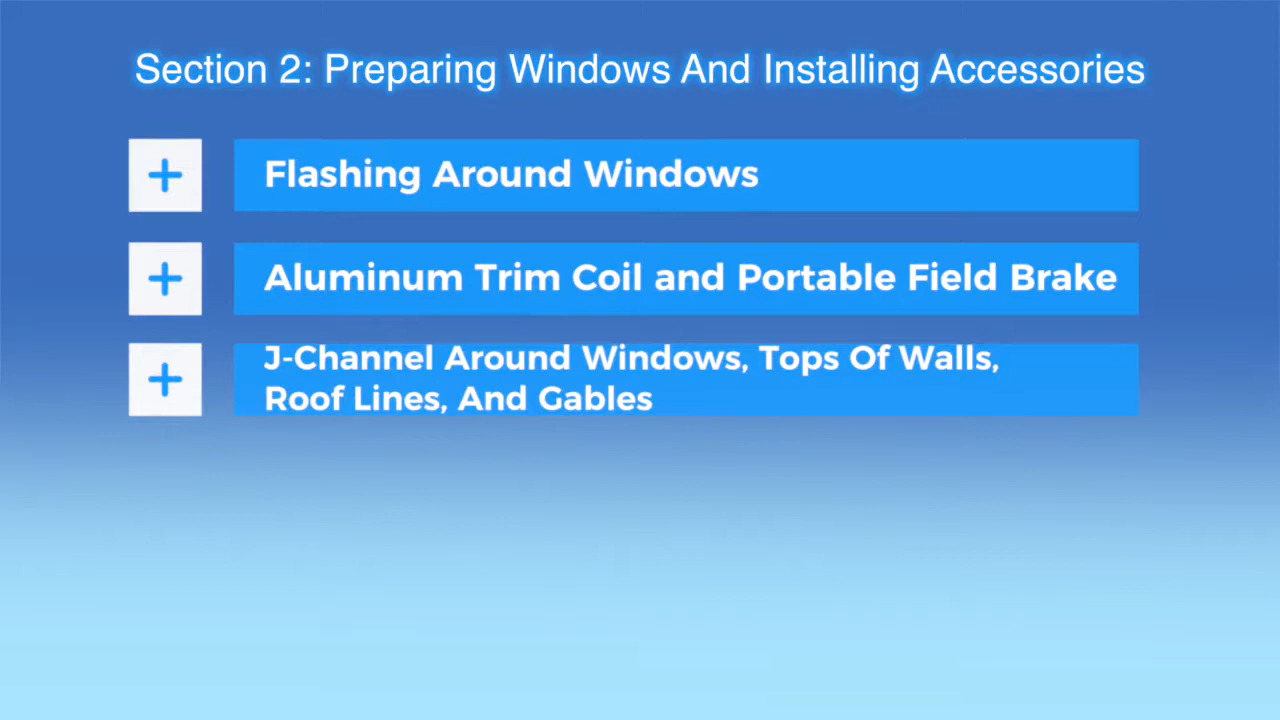 Section 2: Preparing Windows And Installing Accessories
Flashing Around Windows
Aluminum Trim Coil and Portable Field Brake
J-Channel Around Windows, Tops Of Walls,
Roof Lines, And Gables